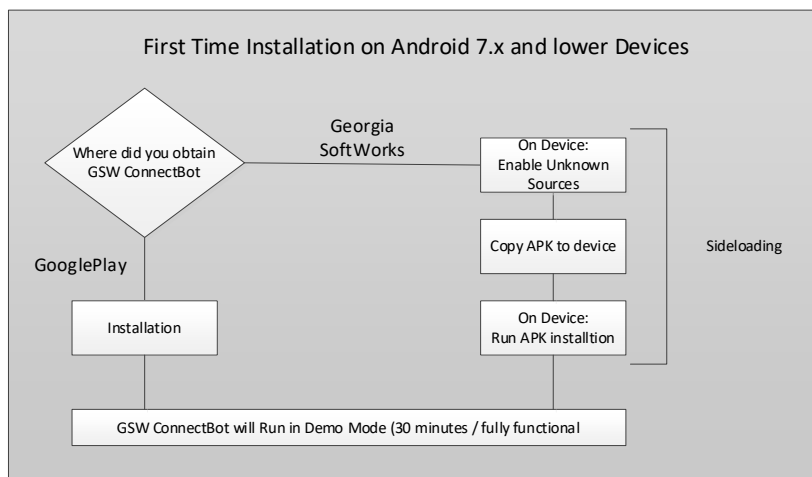 First Time Installation on Android 7.x and lower Devices
Where did you obtain
GSW ConnectBot
Georgia
SoftWorks
On Device:
Enable Unknown
Sources
Copy APK to device
On Device:
Run APK installtion
Sideloading
GooglePlay
Installation
GSW ConnectBot will Run in Demo Mode (30 minutes / fully functional